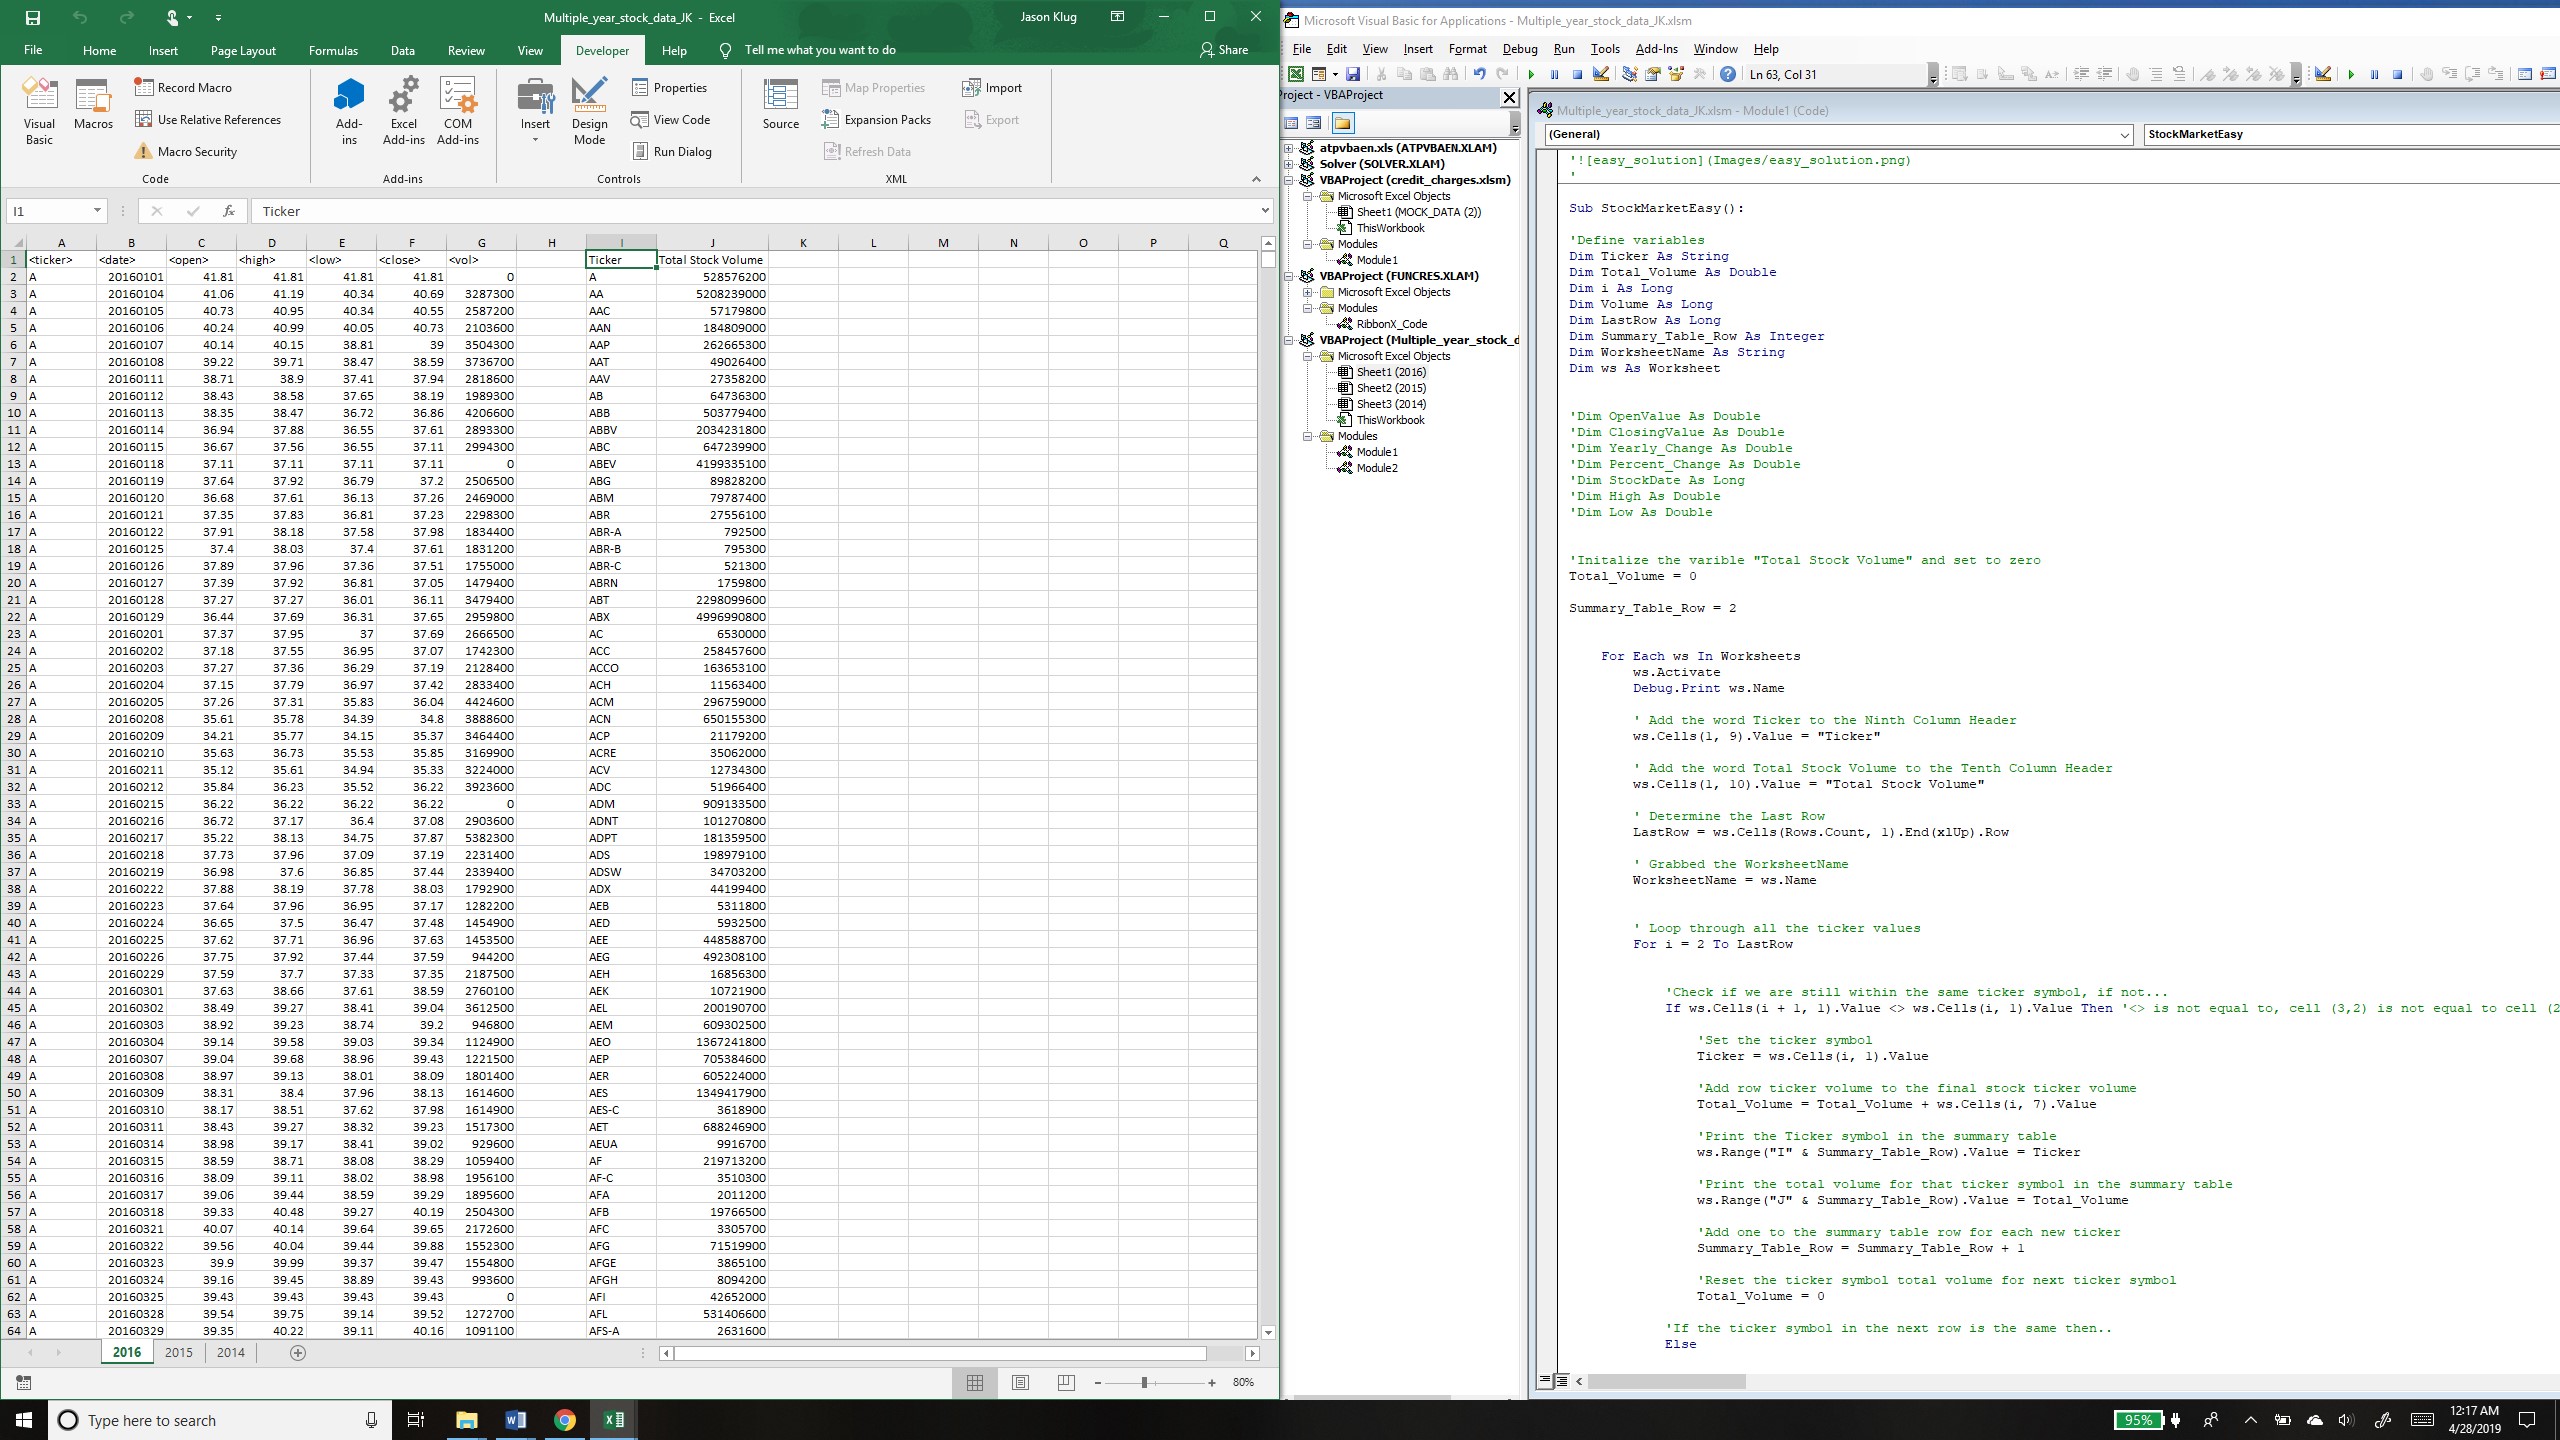 Multiple_year_stock_data_JK - Excel
Jason Klug
File Home Insert Page Layout Formulas Data Review View Developer Help Tell me what you want to do Share
Visual Basic
Macros
Record Macro
Use Relative References
Macro Security
Code
Add-ins
Excel Add-ins
COM Add-ins
Add-ins
Insert
Design Mode
Properties
View Code
Run Dialog
Controls
Source
Map Properties
Expansion Packs
Refresh Data
Import
Export
XML
I1 fx Ticker
A B C D E F G H I J K L M N O P Q
1 <ticker> <date> <open> <high> <low> <close> <vol> Ticker Total Stock Volume
2 A 20160101 41.81 41.81 41.81 41.81 0 A 528576200
3 A 20160104 41.06 41.19 40.34 40.69 3287300 AA 5208239000
4 A 20160105 40.73 40.95 40.34 40.55 2587200 AAC 57179800
5 A 20160106 40.24 40.99 40.05 40.73 2103600 AAN 184809000
6 A 20160107 40.14 40.15 38.81 39 3504300 AAP 262665300
7 A 20160108 39.22 39.71 38.47 38.59 3736700 AAT 49026400
8 A 20160111 38.71 38.9 37.41 37.94 2818600 AAV 27358200
9 A 20160112 38.43 38.58 37.65 38.19 1989300 AB 64736300
10 A 20160113 38.35 38.47 36.72 36.86 4206600 ABB 503779400
11 A 20160114 36.94 37.88 36.55 37.61 2893300 ABBV 2034231800
12 A 20160115 36.67 37.56 36.55 37.11 2994300 ABC 647239900
13 A 20160118 37.11 37.11 37.11 37.11 0 ABEV 4199335100
14 A 20160119 37.64 37.92 36.79 37.2 2506500 ABG 89828200
15 A 20160120 36.68 37.61 36.13 37.26 2469000 ABM 79787400
16 A 20160121 37.35 37.83 36.81 37.23 2298300 ABR 27556100
17 A 20160122 37.91 38.18 37.58 37.98 1834400 ABR-A 792500
18 A 20160125 37.4 38.03 37.4 37.61 1831200 ABR-B 795300
19 A 20160126 37.89 37.96 37.36 37.51 1755000 ABR-C 521300
20 A 20160127 37.39 37.92 36.81 37.05 1479400 ABRN 1759800
21 A 20160128 37.27 37.27 36.01 36.11 3479400 ABT 2298099600
22 A 20160129 36.44 37.69 36.31 37.65 2959800 ABX 4996990800
23 A 20160201 37.37 37.95 37 37.69 2666500 AC 6530000
24 A 20160202 37.18 37.55 36.95 37.07 1742300 ACC 258457600
25 A 20160203 37.27 37.36 36.29 37.19 2128400 ACCO 163653100
26 A 20160204 37.15 37.79 36.97 37.42 2833400 ACH 11563400
27 A 20160205 37.26 37.31 35.83 36.04 4424600 ACM 296759000
28 A 20160208 35.61 35.78 34.39 34.8 3888600 ACN 650155300
29 A 20160209 34.21 35.77 34.15 35.37 3464400 ACP 21179200
30 A 20160210 35.63 36.73 35.53 35.85 3169900 ACRE 35062000
31 A 20160211 35.12 35.61 34.94 35.33 3224000 ACV 12734300
32 A 20160212 35.84 36.23 35.52 36.22 3923600 ADC 51966400
33 A 20160215 36.22 36.22 36.22 36.22 0 ADM 909133500
34 A 20160216 36.72 37.17 36.4 37.08 2903600 ADNT 101270800
35 A 20160217 35.22 38.13 34.75 37.87 5382300 ADPT 181359500
36 A 20160218 37.73 37.96 37.09 37.19 2231400 ADS 198979100
37 A 20160219 36.98 37.6 36.85 37.44 2339400 ADSW 34703200
38 A 20160222 37.88 38.19 37.78 38.03 1792900 ADX 44199400
39 A 20160223 37.64 37.96 36.95 37.17 1282200 AEB 5311800
40 A 20160224 36.65 37.5 36.47 37.48 1454900 AED 5932500
41 A 20160225 37.62 37.71 36.96 37.63 1453500 AEE 448588700
42 A 20160226 37.75 37.92 37.44 37.59 944200 AEG 492308100
43 A 20160229 37.59 37.7 37.33 37.35 2187500 AEH 16856300
44 A 20160301 37.63 38.66 37.61 38.59 2760100 AEK 10721900
45 A 20160302 38.49 39.27 38.41 39.04 3612500 AEL 200190700
46 A 20160303 38.92 39.23 38.74 39.2 946800 AEM 609302500
47 A 20160304 39.14 39.58 39.03 39.34 1124900 AEO 1367241800
48 A 20160307 39.04 39.68 38.96 39.43 1221500 AEP 705384600
49 A 20160308 38.97 39.13 38.01 38.09 1801400 AER 605224000
50 A 20160309 38.31 38.4 37.96 38.13 1614600 AES 1349417900
51 A 20160310 38.17 38.51 37.62 37.98 1614900 AES-C 3618900
52 A 20160311 38.43 39.27 38.32 39.23 1517300 AET 688246900
53 A 20160314 38.98 39.17 38.41 39.02 929600 AEUA 9916700
54 A 20160315 38.59 38.71 38.08 38.29 1059400 AF 219713200
55 A 20160316 38.09 39.11 38.02 38.98 1956100 AF-C 3510300
56 A 20160317 39.06 39.44 38.59 39.29 1895600 AFA 2011200
57 A 20160318 39.33 40.48 39.27 40.19 2504300 AFB 19766500
58 A 20160321 40.07 40.14 39.64 39.65 2172600 AFC 3305700
59 A 20160322 39.56 40.04 39.44 39.88 1552300 AFG 71519900
60 A 20160323 39.9 39.99 39.37 39.47 1554800 AFGE 3865100
61 A 20160324 39.16 39.45 38.89 39.43 993600 AFGH 8094200
62 A 20160325 39.43 39.43 39.43 39.43 0 AFI 42652000
63 A 20160328 39.54 39.75 39.14 39.52 1272700 AFL 531406600
64 A 20160329 39.35 40.22 39.11 40.16 1091100 AFS-A 2631600
2016 2015 2014
80%
Microsoft Visual Basic for Applications - Multiple_year_stock_data_JK.xlsm
File Edit View Insert Format Debug Run Tools Add-Ins Window Help
Ln 63, Col 31
Project - VBAProject
atpvbaen.xls (ATPVBAEN.XLAM)
Solver (SOLVER.XLAM)
VBAProject (credit_charges.xlsm)
Microsoft Excel Objects
Sheet1 (MOCK_DATA (2))
ThisWorkbook
Modules
Module1
VBAProject (FUNCRES.XLAM)
Microsoft Excel Objects
Modules
RibbonX_Code
VBAProject (Multiple_year_stock_d
Microsoft Excel Objects
Sheet1 (2016)
Sheet2 (2015)
Sheet3 (2014)
ThisWorkbook
Modules
Module1
Module2
Multiple_year_stock_data_JK.xlsm - Module1 (Code)
(General) StockMarketEasy
'![easy_solution](Images/easy_solution.png)
'
Sub StockMarketEasy():
'Define variables
Dim Ticker As String
Dim Total_Volume As Double
Dim i As Long
Dim Volume As Long
Dim LastRow As Long
Dim Summary_Table_Row As Integer
Dim WorksheetName As String
Dim ws As Worksheet
'Dim OpenValue As Double
'Dim ClosingValue As Double
'Dim Yearly_Change As Double
'Dim Percent_Change As Double
'Dim StockDate As Long
'Dim High As Double
'Dim Low As Double
'Initalize the varible "Total Stock Volume" and set to zero
Total_Volume = 0
Summary_Table_Row = 2
For Each ws In Worksheets
ws.Activate
Debug.Print ws.Name
' Add the word Ticker to the Ninth Column Header
ws.Cells(1, 9).Value = "Ticker"
' Add the word Total Stock Volume to the Tenth Column Header
ws.Cells(1, 10).Value = "Total Stock Volume"
' Determine the Last Row
LastRow = ws.Cells(Rows.Count, 1).End(xlUp).Row
' Grabbed the WorksheetName
WorksheetName = ws.Name
' Loop through all the ticker values
For i = 2 To LastRow
'Check if we are still within the same ticker symbol, if not...
If ws.Cells(i + 1, 1).Value <> ws.Cells(i, 1).Value Then '<> is not equal to, cell (3,2) is not equal to cell (2
'Set the ticker symbol
Ticker = ws.Cells(i, 1).Value
'Add row ticker volume to the final stock ticker volume
Total_Volume = Total_Volume + ws.Cells(i, 7).Value
'Print the Ticker symbol in the summary table
ws.Range("I" & Summary_Table_Row).Value = Ticker
'Print the total volume for that ticker symbol in the summary table
ws.Range("J" & Summary_Table_Row).Value = Total_Volume
'Add one to the summary table row for each new ticker
Summary_Table_Row = Summary_Table_Row + 1
'Reset the ticker symbol total volume for next ticker symbol
Total_Volume = 0
'If the ticker symbol in the next row is the same then..
Else
Type here to search
95%
12:17 AM
4/28/2019